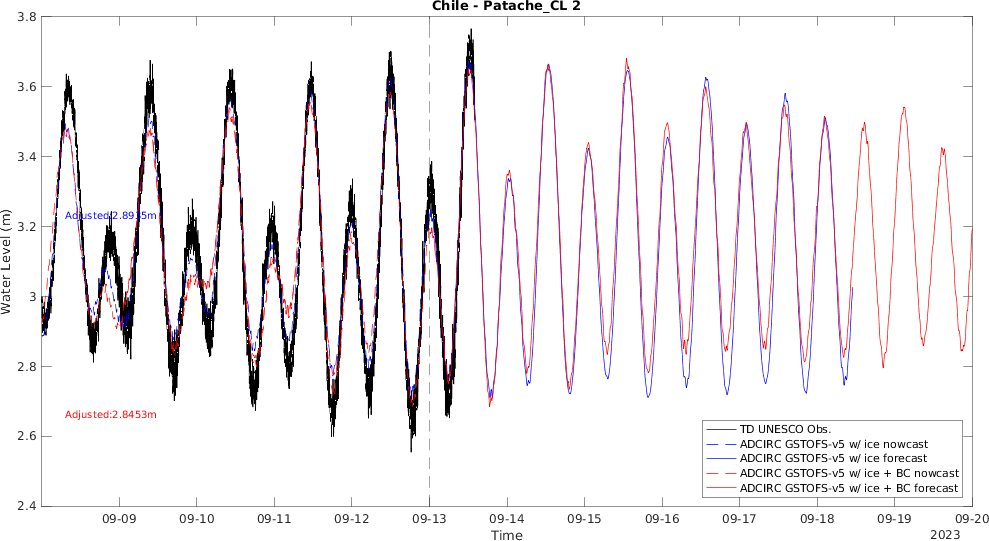 Chile - Patache_CL 2
3.8
3.6
3.4
3.2
3
2.8
2.6
2.4
Water Level (m)
Adjusted:2.8935m
Adjusted:2.8453m
TD UNESCO Obs.
ADCIRC GSTOFS-v5 w/ ice nowcast
ADCIRC GSTOFS-v5 w/ ice forecast
ADCIRC GSTOFS-v5 w/ ice + BC nowcast
ADCIRC GSTOFS-v5 w/ ice + BC forecast
09-09 09-10 09-11 09-12 09-13 09-14 09-15 09-16 09-17 09-18 09-19 09-20
Time
2023